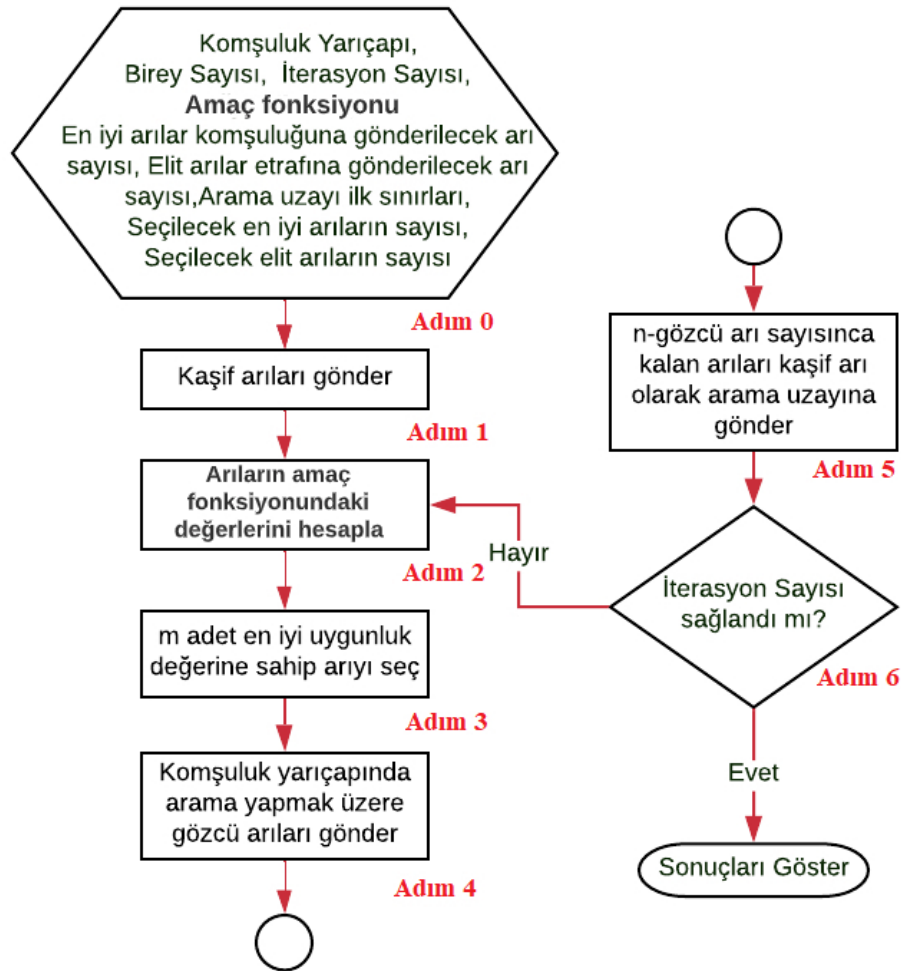 Komşuluk Yarıçapı,
Birey Sayısı, İterasyon Sayısı,
Amaç fonksiyonu
En iyi arılar komşuluğuna gönderilecek arı
sayısı, Elit arılar etrafına gönderilecek arı
sayısı,Arama uzayı ilk sınırları,
Seçilecek en iyi arıların sayısı,
Seçilecek elit arıların sayısı
Adım 0
Kaşif arıları gönder
Adım 1
Arıların amaç
fonksiyonundaki
değerlerini hesapla
Adım 2
m adet en iyi uygunluk
değerine sahip arıyı seç
Adım 3
Komşuluk yarıçapında
arama yapmak üzere
gözcü arıları gönder
Adım 4
n-gözcü arı sayısınca
kalan arıları kaşif arı
olarak arama uzayına
gönder
Adım 5
Hayır
İterasyon Sayısı
sağlandı mı?
Adım 6
Evet
Sonuçları Göster